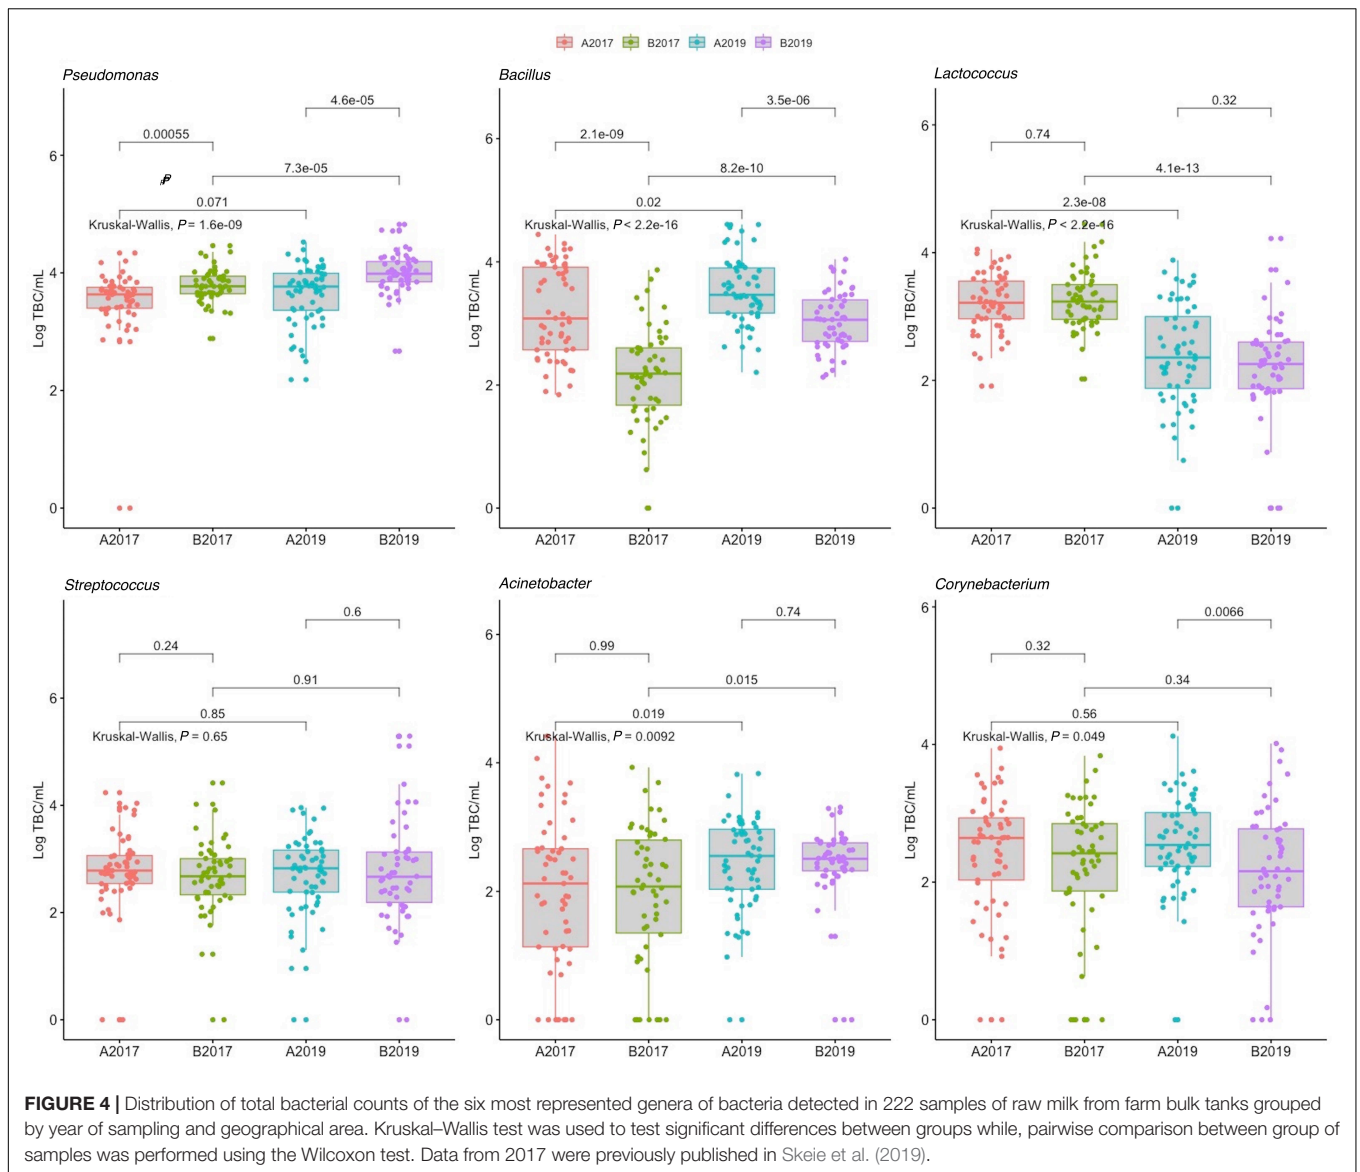 A2017 B2017 A2019 B2019
Pseudomonas
4.6e-05
0.00055
7.3e-05
P
0.071
Kruskal-Wallis, P = 1.6e-09
6
4
2
0
Log TBC/mL
A2017 B2017 A2019 B2019
Bacillus
3.5e-06
2.1e-09
8.2e-10
0.02
Kruskal-Wallis, P < 2.2e-16
6
4
2
0
Log TBC/mL
A2017 B2017 A2019 B2019
Lactococcus
0.32
0.74
4.1e-13
2.3e-08
Kruskal-Wallis, P < 2.2e-16
6
4
2
0
Log TBC/mL
A2017 B2017 A2019 B2019
Streptococcus
0.6
0.24
0.91
0.85
Kruskal-Wallis, P = 0.65
6
4
2
0
Log TBC/mL
A2017 B2017 A2019 B2019
Acinetobacter
0.74
0.99
0.015
0.019
Kruskal-Wallis, P = 0.0092
6
4
2
0
Log TBC/mL
A2017 B2017 A2019 B2019
Corynebacterium
0.0066
0.32
0.34
0.56
Kruskal-Wallis, P = 0.049
6
4
2
0
Log TBC/mL
A2017 B2017 A2019 B2019
FIGURE 4 | Distribution of total bacterial counts of the six most represented genera of bacteria detected in 222 samples of raw milk from farm bulk tanks grouped
by year of sampling and geographical area. Kruskal–Wallis test was used to test significant differences between groups while, pairwise comparison between group of
samples was performed using the Wilcoxon test. Data from 2017 were previously published in Skeie et al. (2019).